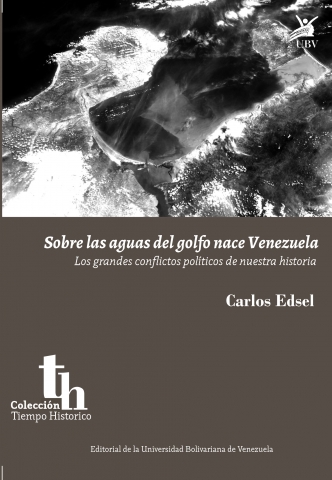 UBV
Sobre las aguas del golfo nace Venezuela
Los grandes conflictos políticos de nuestra historia
Carlos Edsel
th
Colección
Tiempo Historico
Editorial de la Universidad Bolivariana de Venezuela